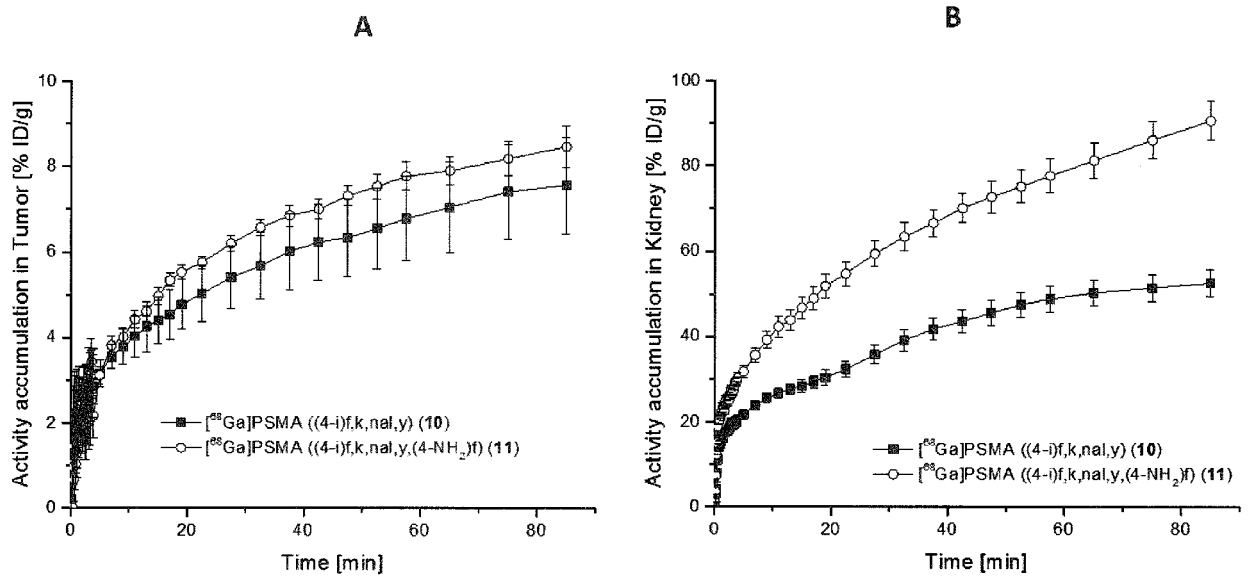 A
Activity accumulation in Tumor [% ID/g]
10
8
6
4
2
0
[⁶⁸Ga]PSMA ((4-i)f,k,nal,y) (10)
[⁶⁸Ga]PSMA ((4-i)f,k,nal,y,(4-NH₂)f) (11)
0 20 40 60 80
Time [min]
B
Activity accumulation in Kidney [% ID/g]
100
80
60
40
20
0
[⁶⁸Ga]PSMA ((4-i)f,k,nal,y) (10)
[⁶⁸Ga]PSMA ((4-i)f,k,nal,y,(4-NH₂)f) (11)
0 20 40 60 80
Time [min]